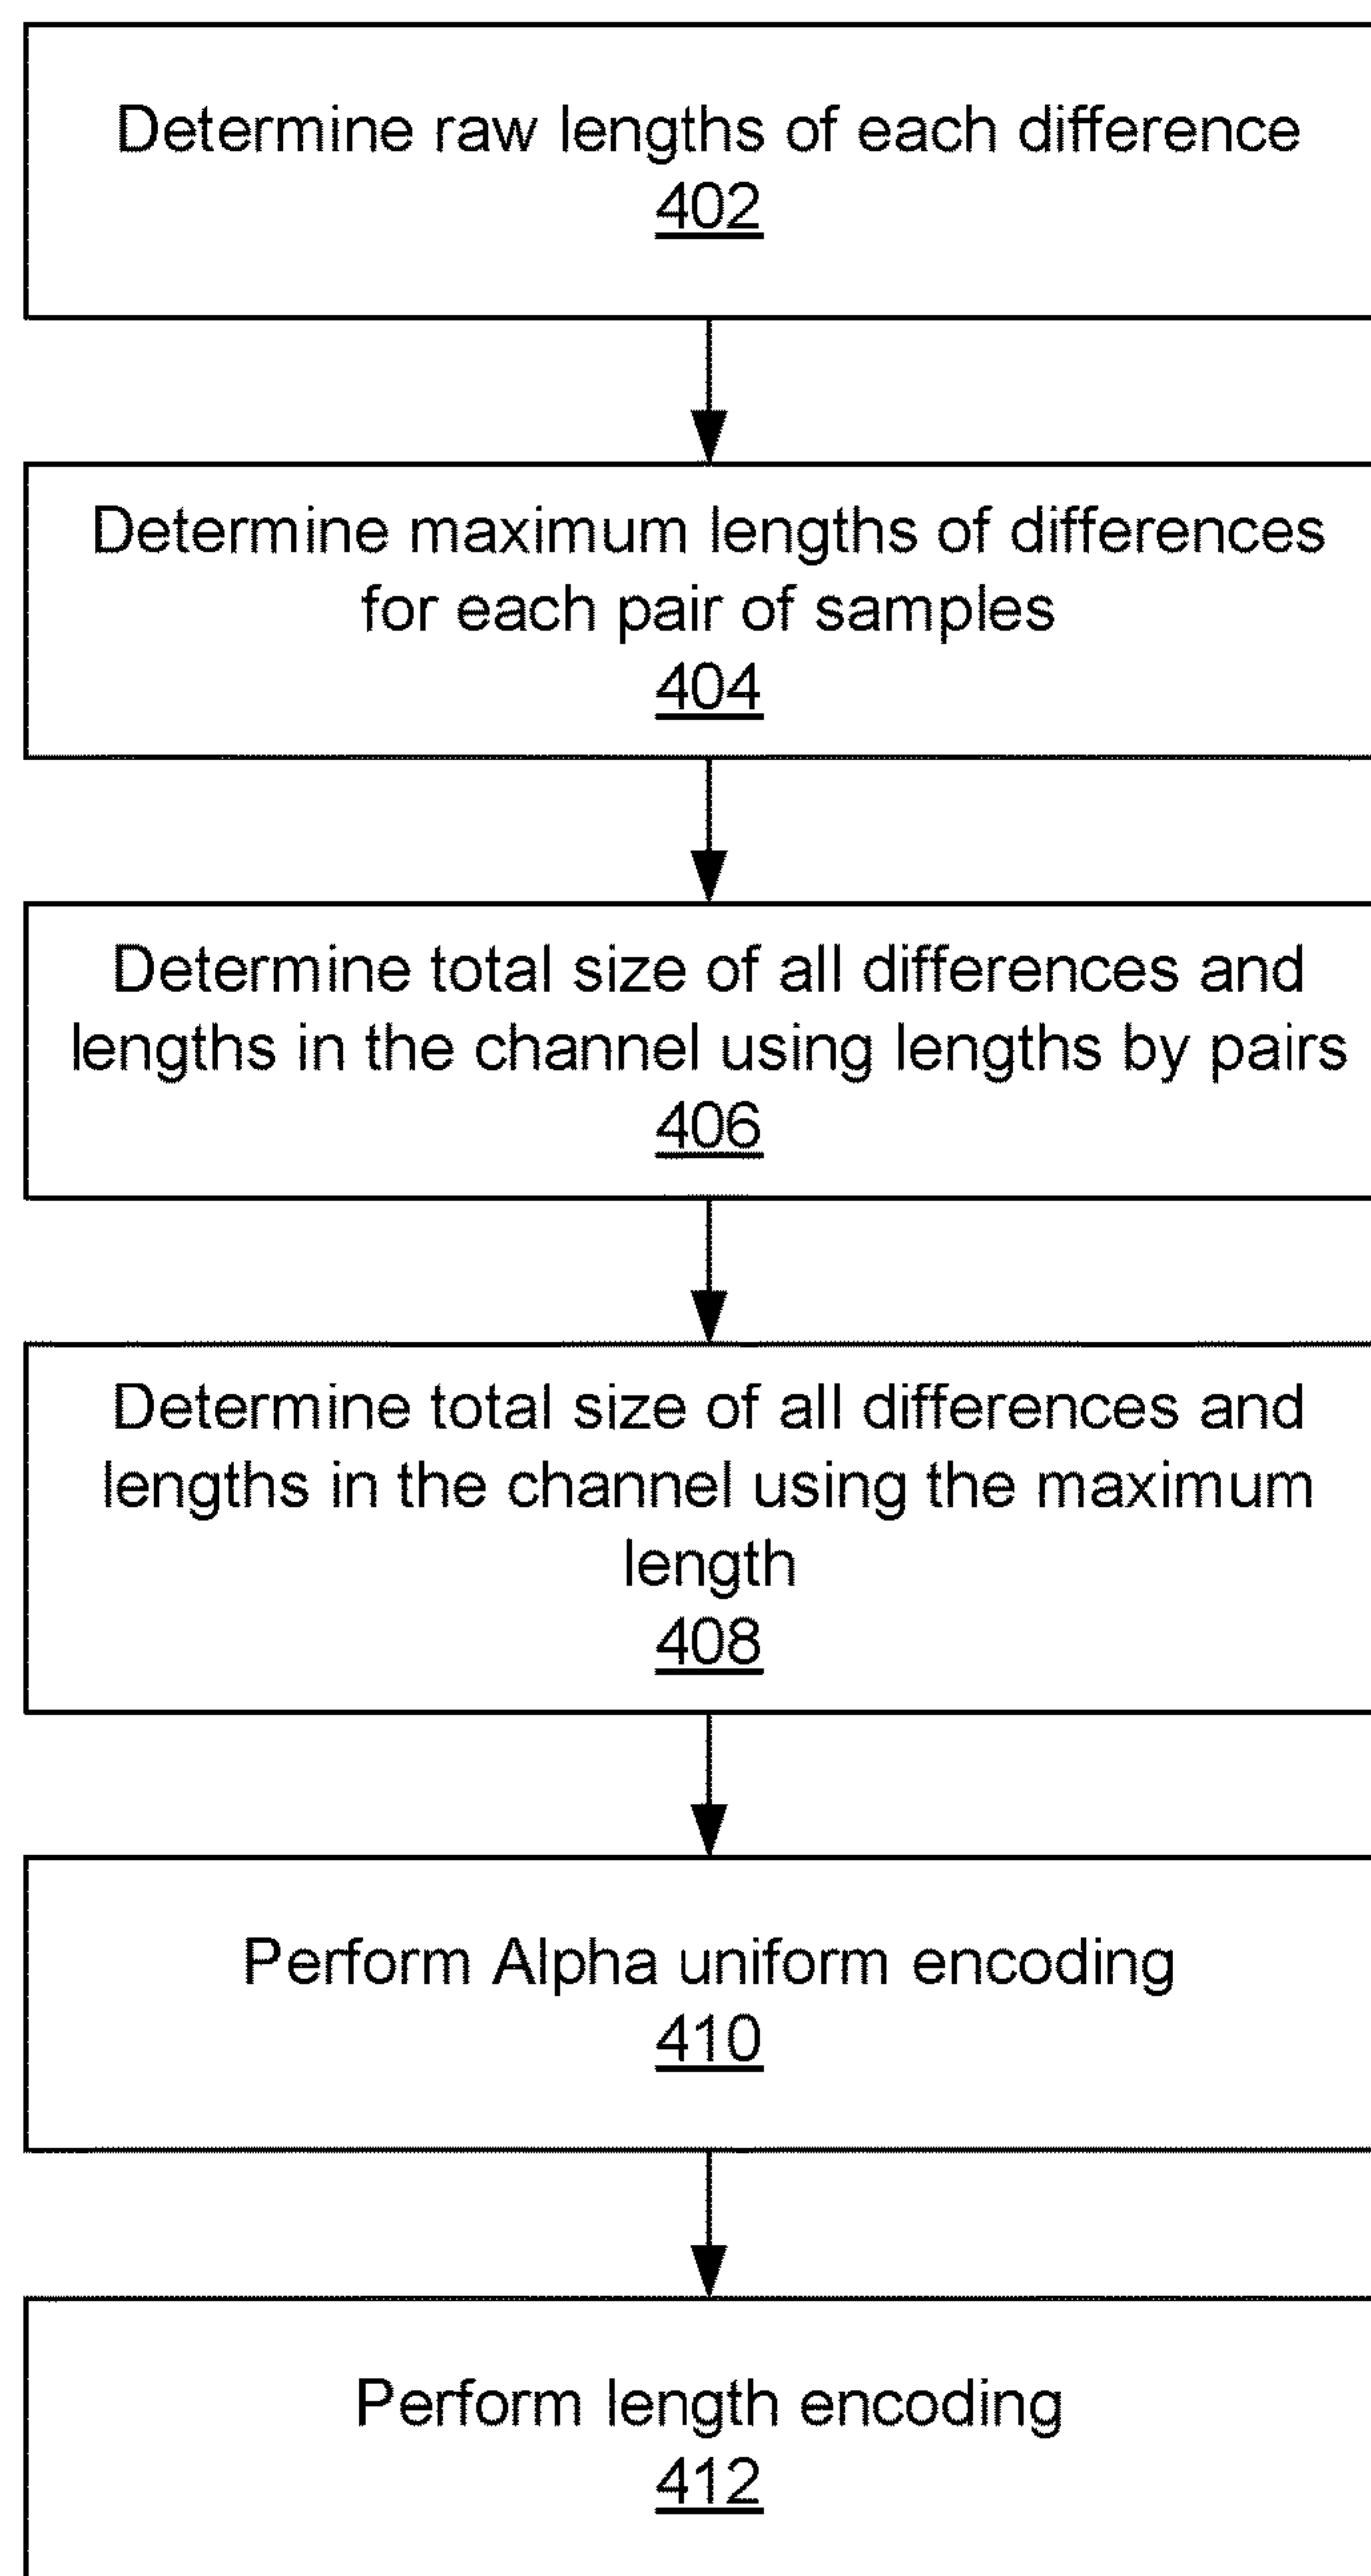 Determine raw lengths of each difference
402
Determine maximum lengths of differences
for each pair of samples
404
Determine total size of all differences and
lengths in the channel using lengths by pairs
406
Determine total size of all differences and
lengths in the channel using the maximum
length
408
Perform Alpha uniform encoding
410
Perform length encoding
412